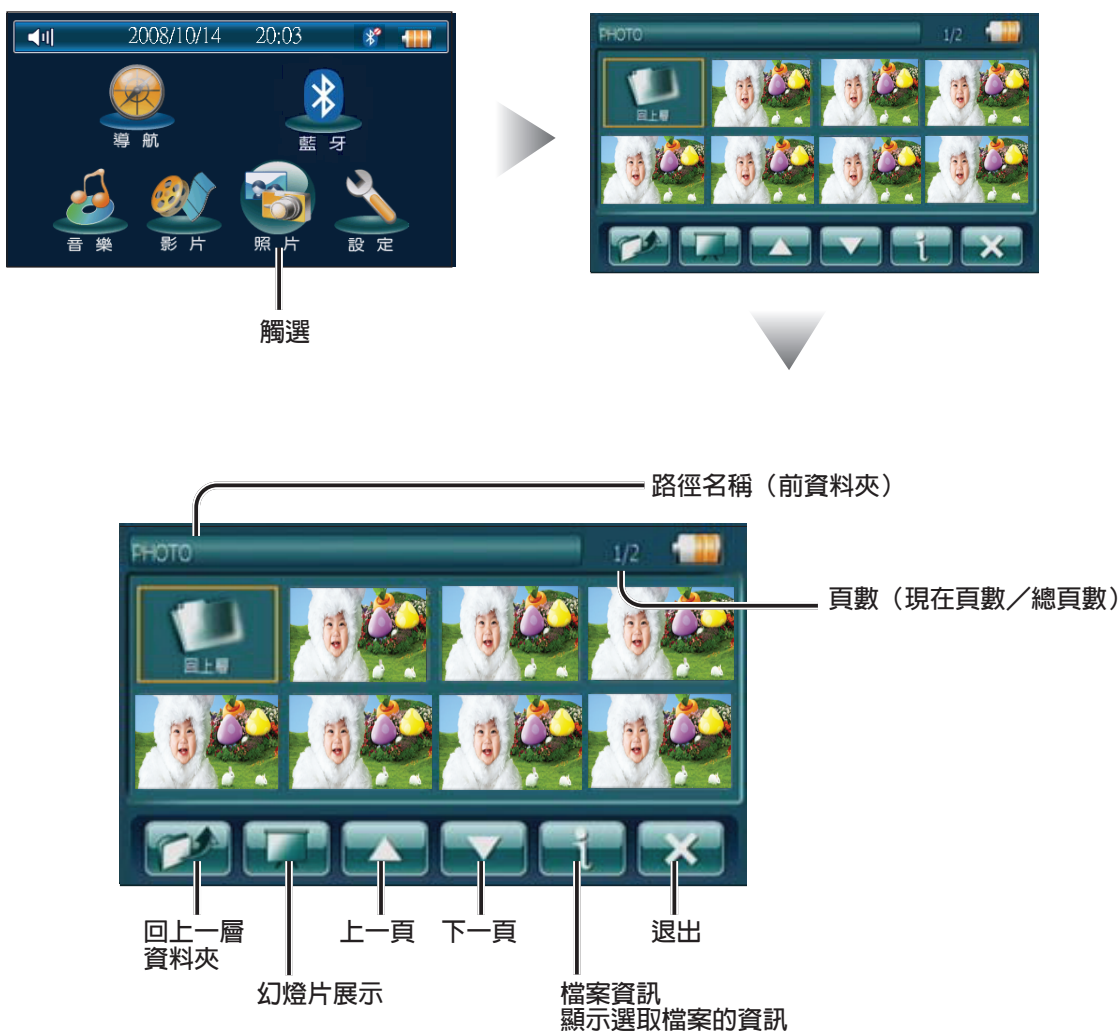 2008/10/14 20:03
導航
藍牙
音樂
影片
照片
設定
觸選
PHOTO
1/2
回上層
路徑名稱（前資料夾）
PHOTO
1/2
頁數（現在頁數／總頁數）
回上層
回上一層
資料夾
上一頁
下一頁
退出
幻燈片展示
檔案資訊
顯示選取檔案的資訊